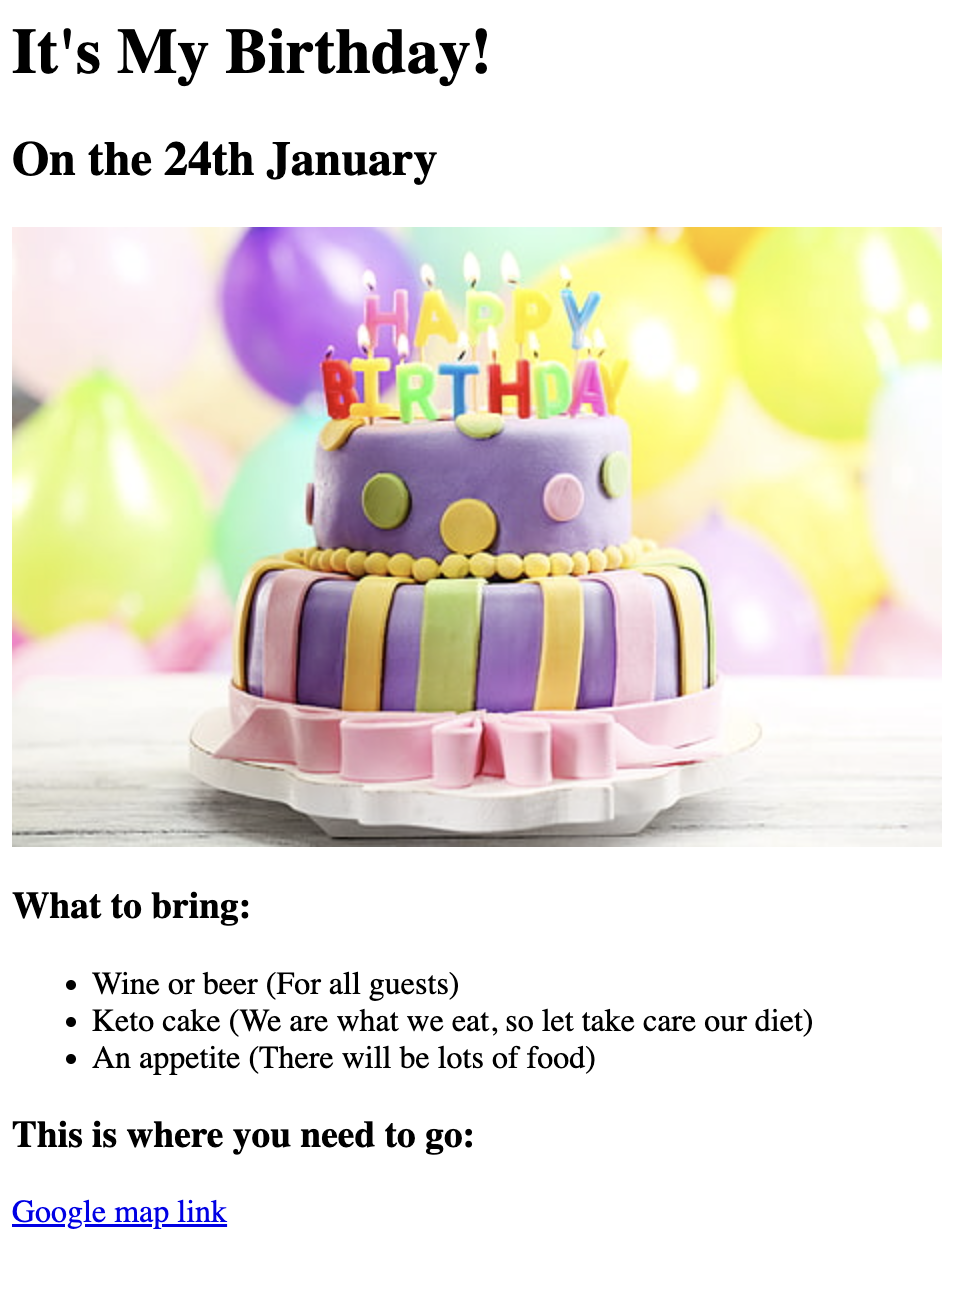 It's My Birthday!
On the 24th January
HAPPY
BIRTHDAY
What to bring:
Wine or beer (For all guests)
Keto cake (We are what we eat, so let take care our diet)
An appetite (There will be lots of food)
This is where you need to go:
Google map link